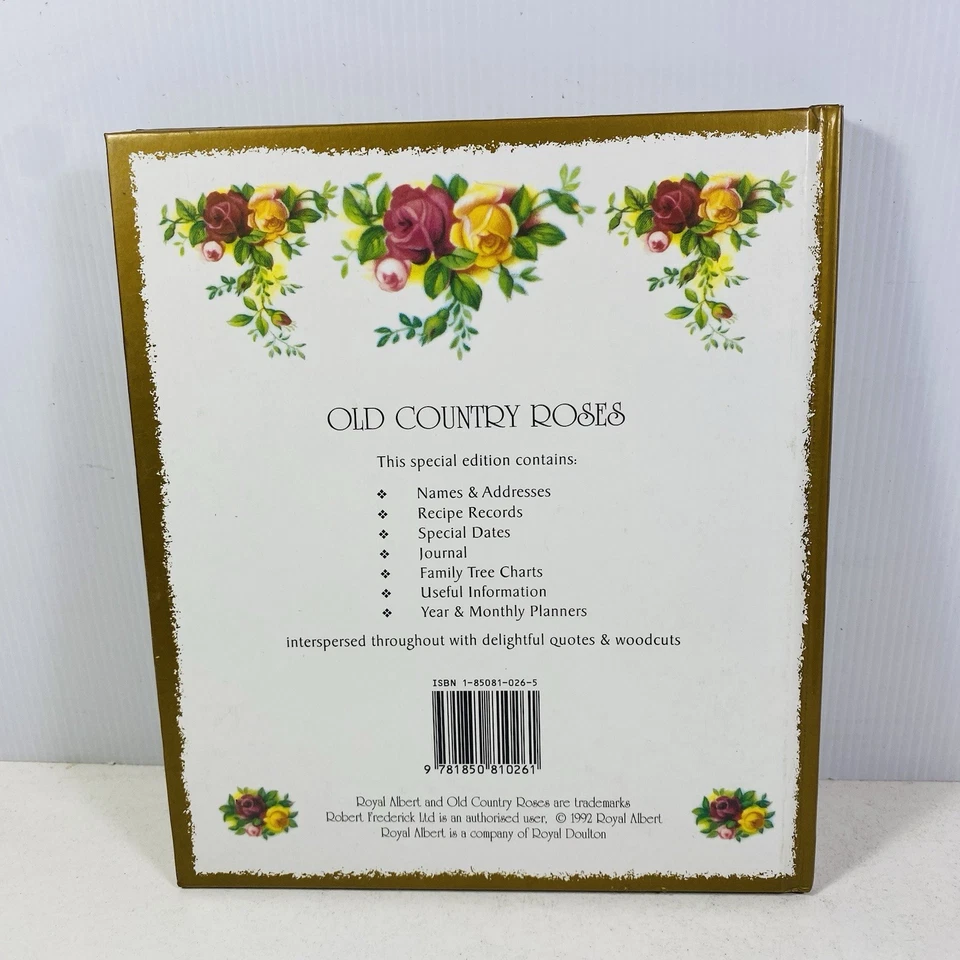 OLD COUNTRY ROSES
This special edition contains:
❖ Names & Addresses
❖ Recipe Records
❖ Special Dates
❖ Journal
❖ Family Tree Charts
❖ Useful Information
❖ Year & Monthly Planners
interspersed throughout with delightful quotes & woodcuts
ISBN 1-85081-026-5
9 781850 810261
Royal Albert and Old Country Roses are trademarks
Robert Frederick Ltd is an authorised user, © 1992 Royal Albert
Royal Albert is a company of Royal Doulton